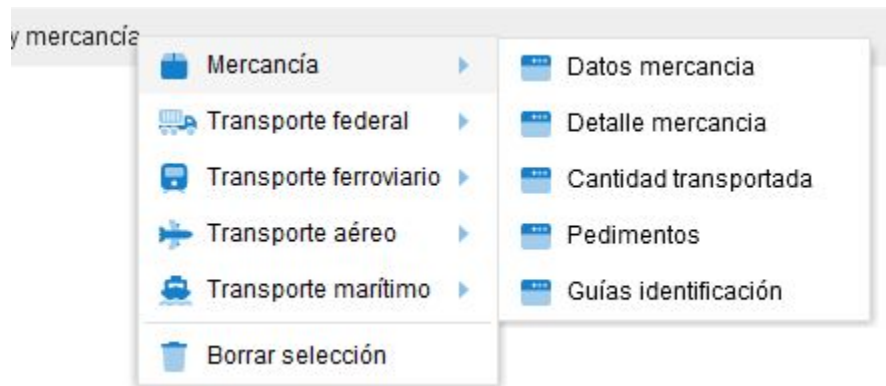 y mercancía
Mercancía
Transporte federal
Transporte ferroviario
Transporte aéreo
Transporte marítimo
Borrar selección
Datos mercancia
Detalle mercancia
Cantidad transportada
Pedimentos
Guías identificación